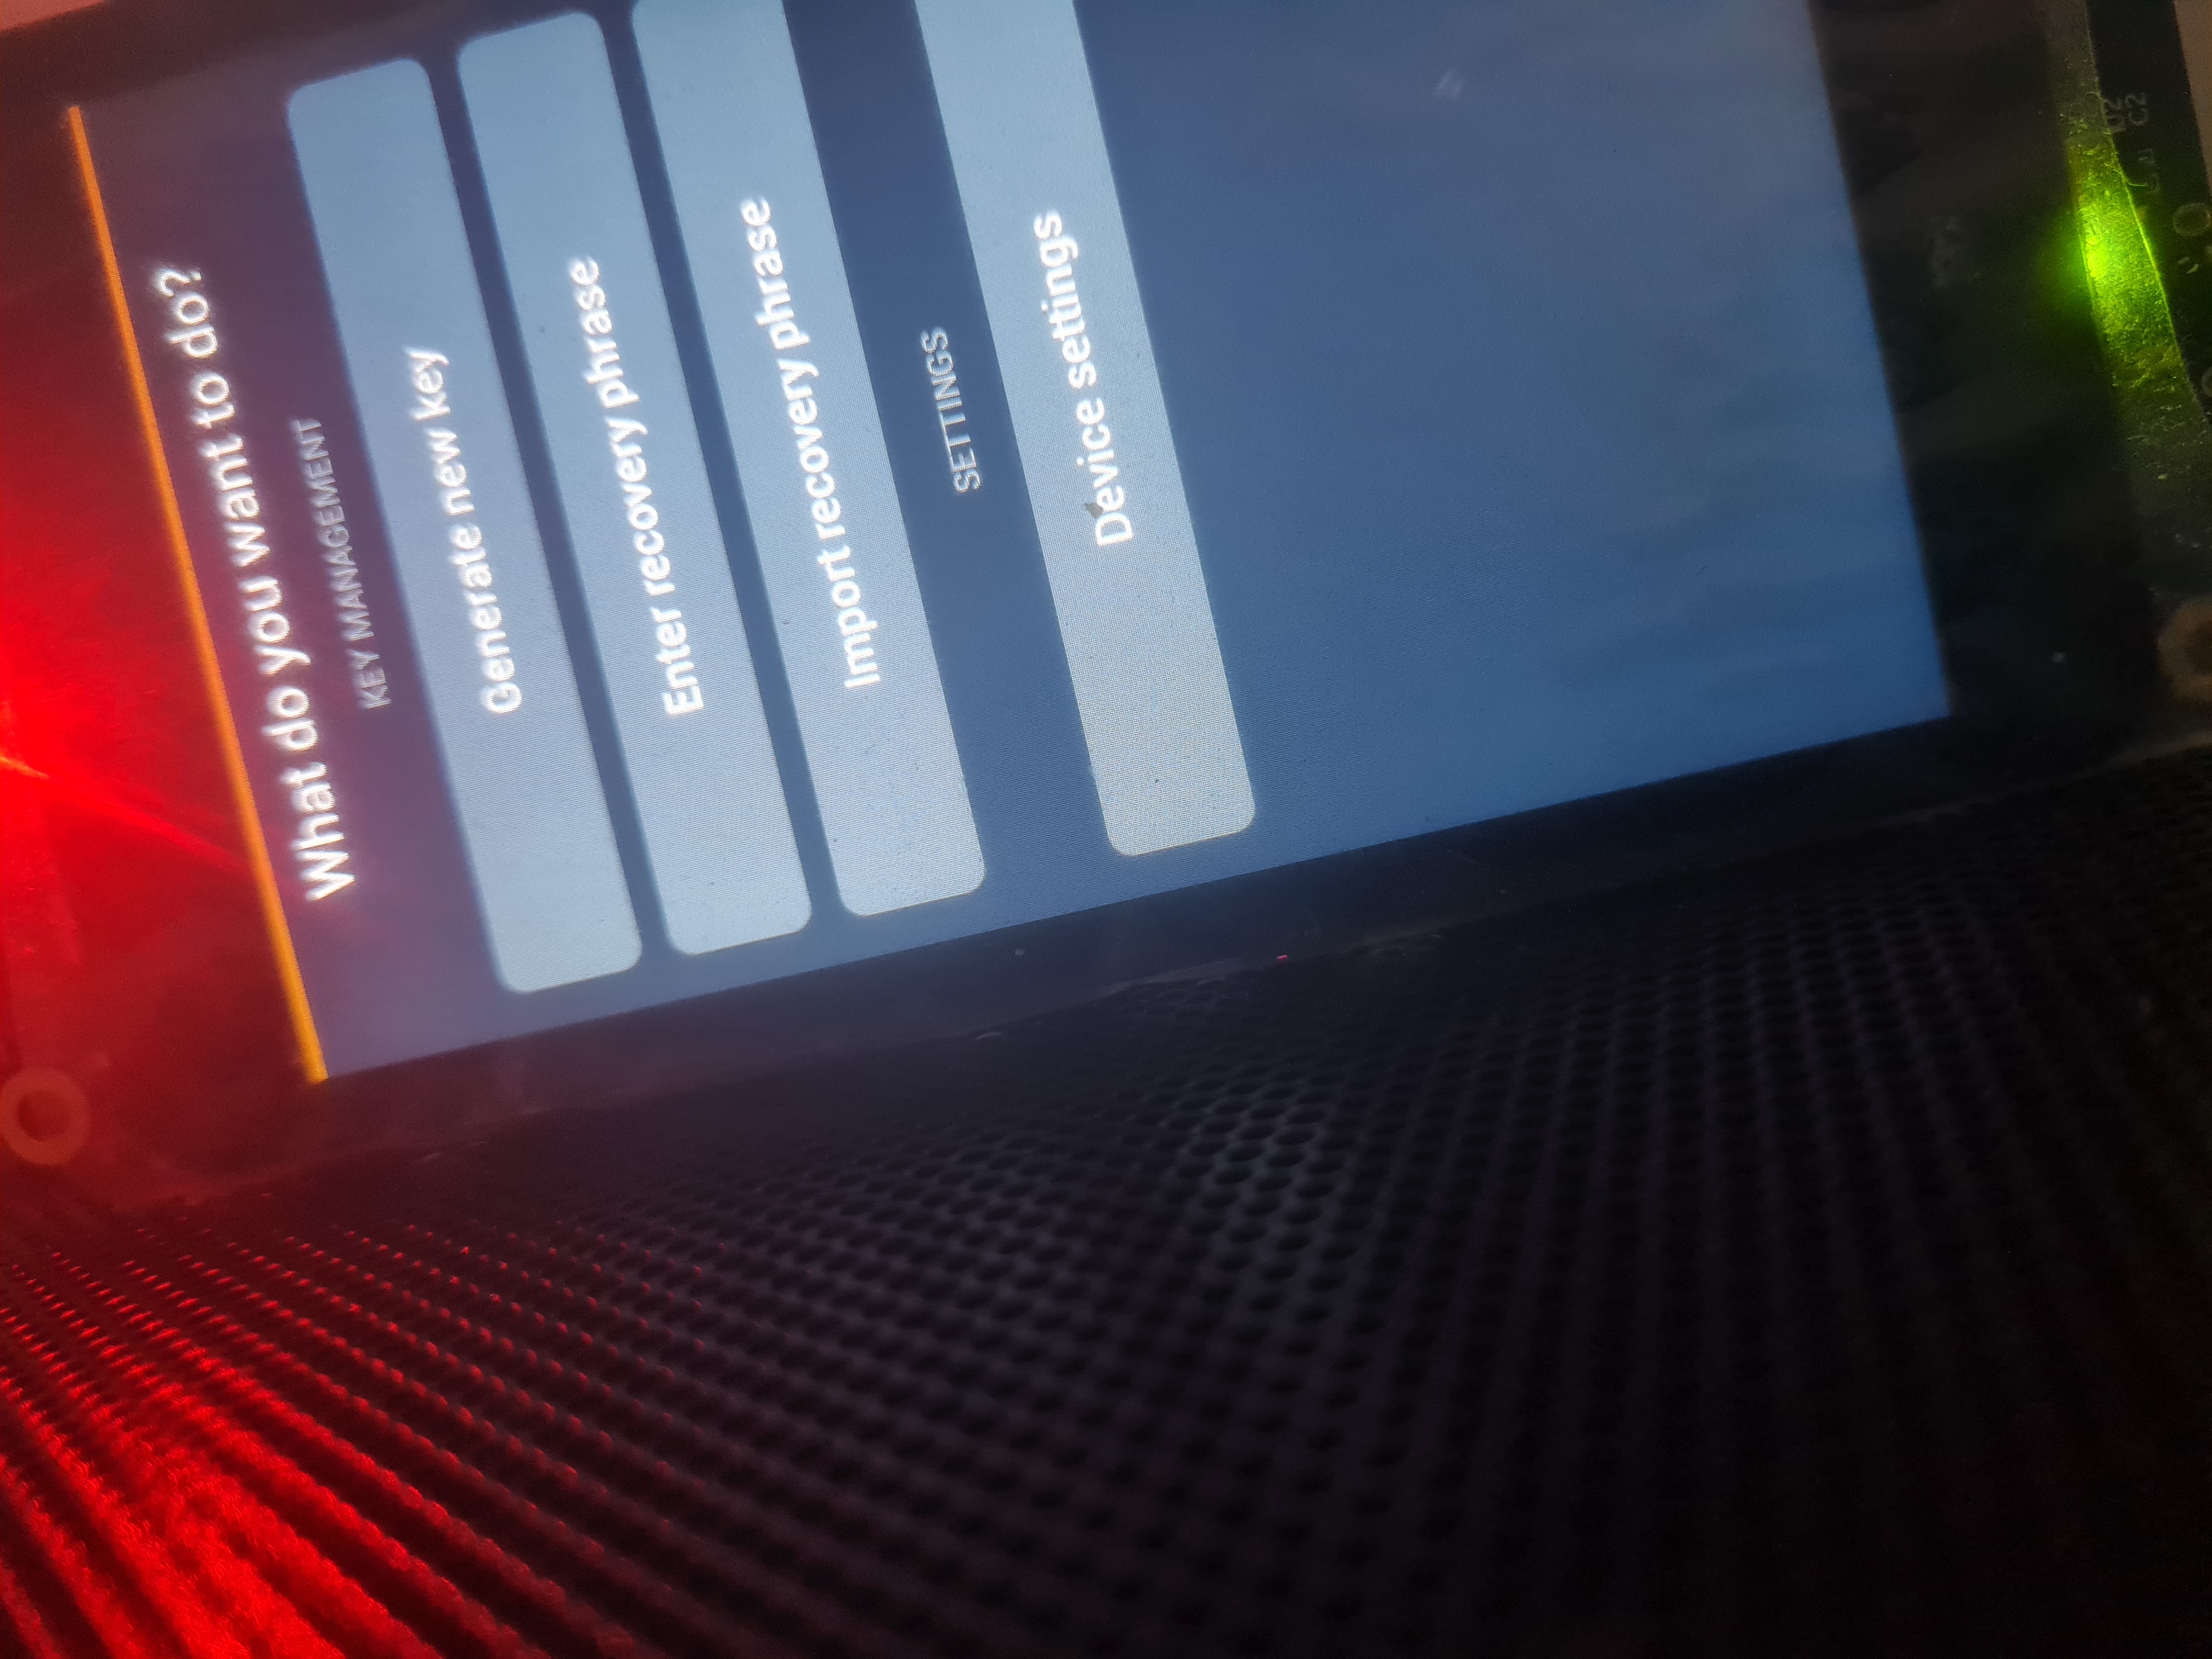 What do you want to do?
KEY MANAGEMENT
Generate new key
Enter recovery phrase
Import recovery phrase
SETTINGS
Device settings
C2